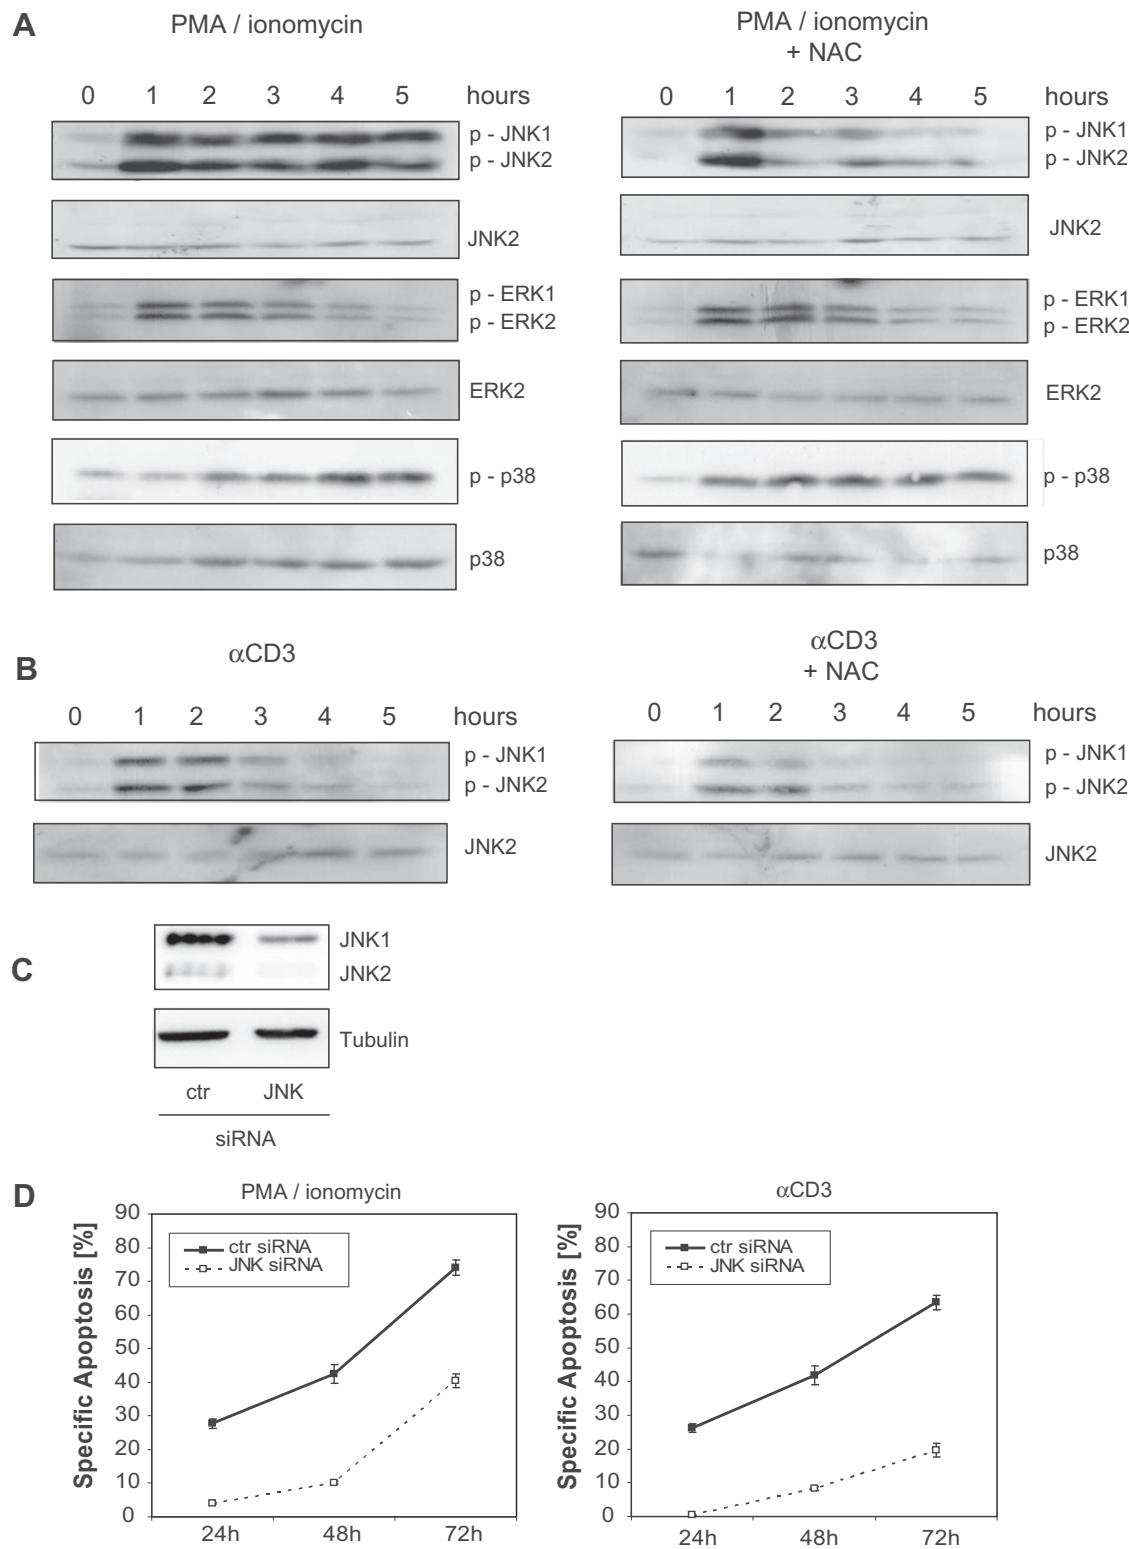 A
PMA / ionomycin
PMA / ionomycin
+ NAC
0 1 2 3 4 5 hours
0 1 2 3 4 5 hours
p - JNK1
p - JNK2
p - JNK1
p - JNK2
JNK2
JNK2
p - ERK1
p - ERK2
p - ERK1
p - ERK2
ERK2
ERK2
p - p38
p - p38
p38
p38
B
αCD3
αCD3
+ NAC
0 1 2 3 4 5 hours
0 1 2 3 4 5 hours
p - JNK1
p - JNK2
p - JNK1
p - JNK2
JNK2
JNK2
C
JNK1
JNK2
Tubulin
ctr JNK
siRNA
D
PMA / ionomycin
Specific Apoptosis [%]
90
80
70
60
50
40
30
20
10
0
ctr siRNA
JNK siRNA
24h 48h 72h
αCD3
Specific Apoptosis [%]
90
80
70
60
50
40
30
20
10
0
ctr siRNA
JNK siRNA
24h 48h 72h